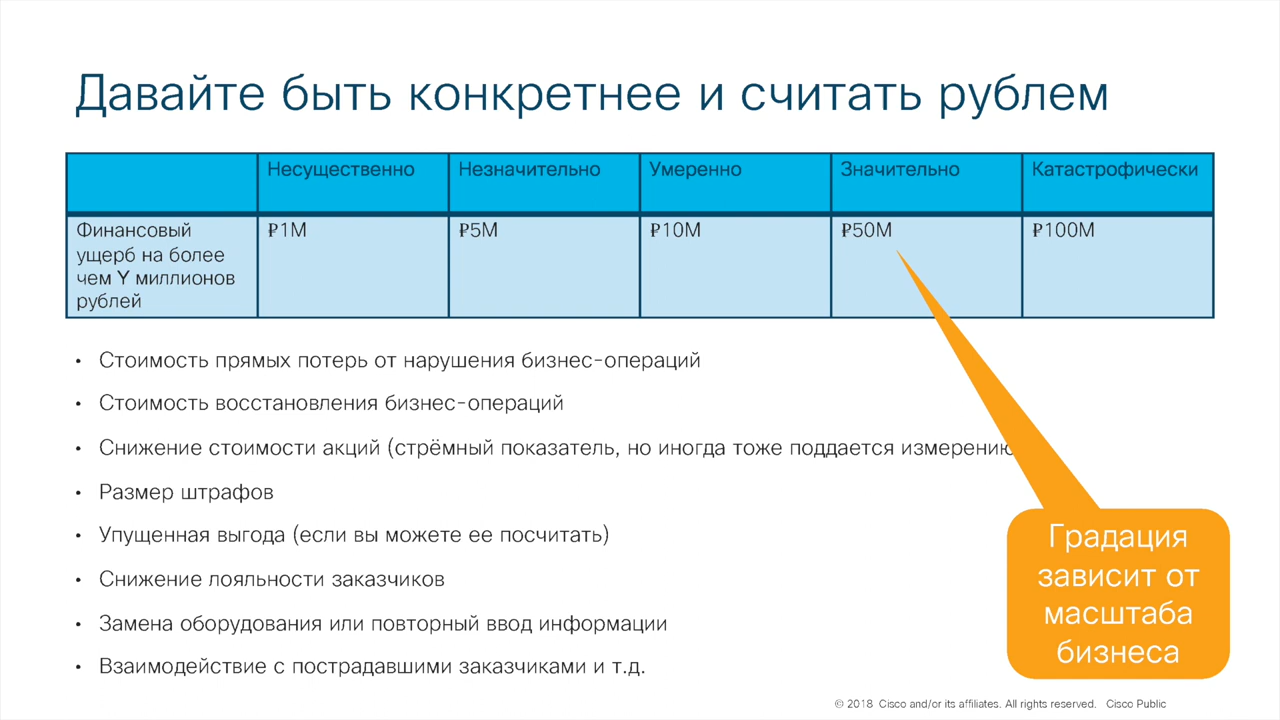 Давайте быть конкретнее и считать рублем
Несущественно
Незначительно
Умеренно
Значительно
Катастрофически
Финансовый
ущерб на более
чем Y миллионов
рублей
₽1M
₽5M
₽10M
₽50M
₽100M
• Стоимость прямых потерь от нарушения бизнес-операций
• Стоимость восстановления бизнес-операций
• Снижение стоимости акций (стрёмный показатель, но иногда тоже поддается измерению
• Размер штрафов
• Упущенная выгода (если вы можете ее посчитать)
• Снижение лояльности заказчиков
• Замена оборудования или повторный ввод информации
• Взаимодействие с пострадавшими заказчиками и т.д.
Градация
зависит от
масштаба
бизнеса
© 2018 Cisco and/or its affiliates. All rights reserved. Cisco Public